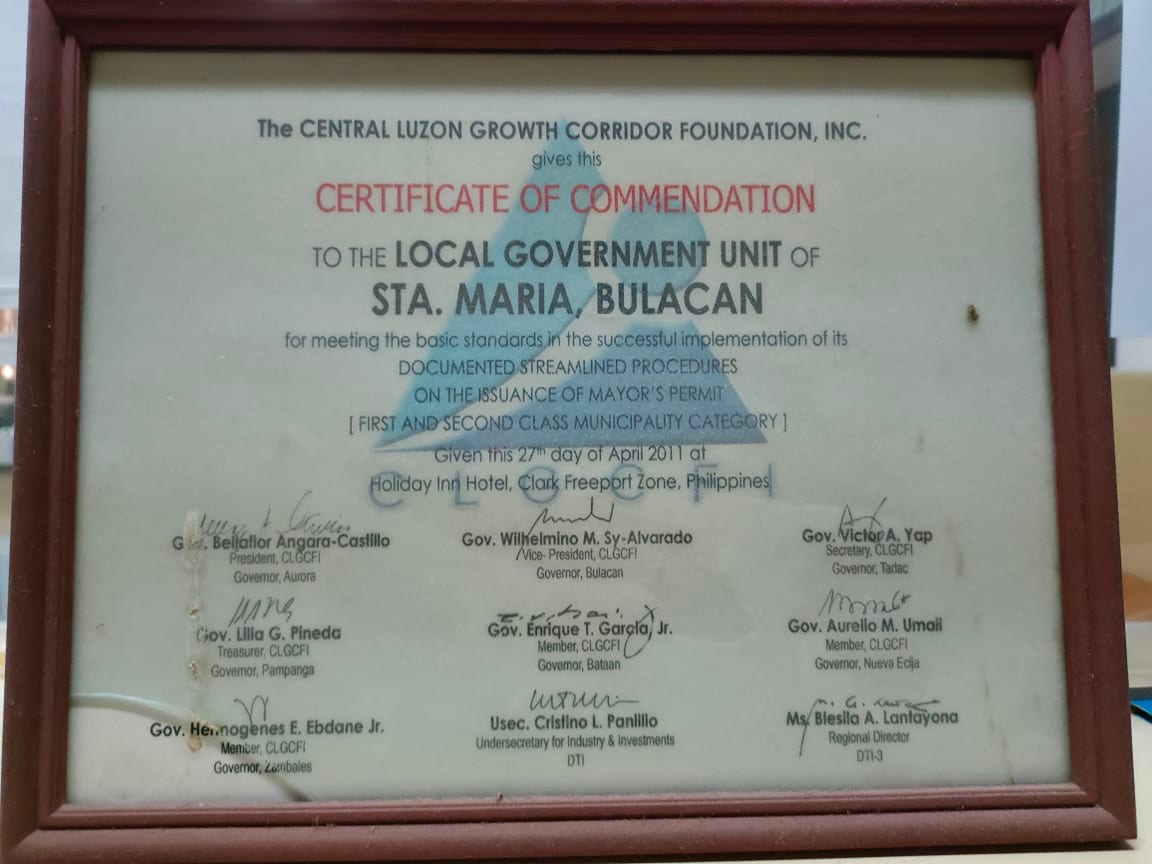 The CENTRAL LUZON GROWTH CORRIDOR FOUNDATION, INC.
gives this
CERTIFICATE OF COMMENDATION
TO THE LOCAL GOVERNMENT UNIT OF
STA. MARIA, BULACAN
for meeting the basic standards in the successful implementation of its
DOCUMENTED STREAMLINED PROCEDURES
ON THE ISSUANCE OF MAYOR'S PERMIT
[ FIRST AND SECOND CLASS MUNICIPALITY CATEGORY ]
Given this 27th day of April 2011 at
CLGCFI
Holiday Inn Hotel, Clark Freeport Zone, Philippines
Gov. Bellaflor Angara-Castillo
President, CLGCFI
Governor, Aurora
Gov. Wilhelmino M. Sy-Alvarado
Vice- President, CLGCFI
Governor, Bulacan
Gov. Victor A. Yap
Secretary, CLGCFI
Governor, Tarlac
Gov. Lilia G. Pineda
Treasurer, CLGCFI
Governor, Pampanga
Gov. Enrique T. Garcia, Jr.
Member, CLGCFI
Governor, Bataan
Gov. Aurelio M. Umali
Member, CLGCFI
Governor, Nueva Ecija
Gov. Hermogenes E. Ebdane Jr.
Member, CLGCFI
Governor, Zambales
Usec. Cristino L. Panlilio
Undersecretary for Industry & Investments
DTI
Ms. Blesila A. Lantayona
Regional Director
DTI-3